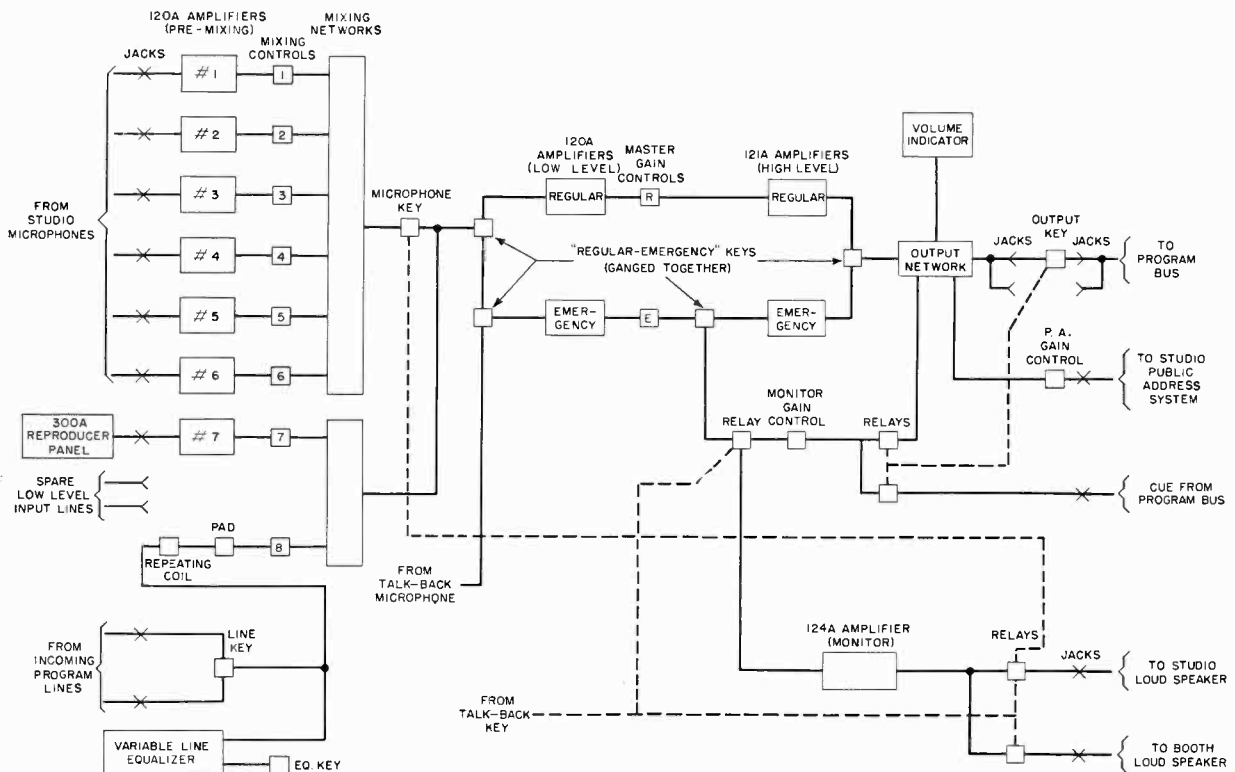 120A AMPLIFIERS
(PRE-MIXING)
MIXING
NETWORKS
JACKS
MIXING
CONTROLS
#1
1
#2
2
#3
3
#4
4
#5
5
#6
6
FROM
STUDIO
MICROPHONES
300A
REPRODUCER
PANEL
#7
7
SPARE
LOW LEVEL
INPUT LINES
PAD
8
REPEATING
COIL
FROM
INCOMING
PROGRAM
LINES
LINE
KEY
VARIABLE LINE
EQUALIZER
EQ. KEY
MICROPHONE
KEY
120A
AMPLIFIERS
(LOW LEVEL)
MASTER
GAIN
CONTROLS
121A AMPLIFIERS
(HIGH LEVEL)
REGULAR
R
REGULAR
"REGULAR-EMERGENCY" KEYS
(GANGED TOGETHER)
EMER-
GENCY
E
EMER-
GENCY
VOLUME
INDICATOR
OUTPUT
NETWORK
OUTPUT
KEY
JACKS
JACKS
TO
PROGRAM
BUS
P. A.
GAIN
CONTROL
TO STUDIO
PUBLIC
ADDRESS
SYSTEM
RELAY
MONITOR
GAIN
CONTROL
RELAYS
CUE FROM
PROGRAM BUS
FROM
TALK-BACK
MICROPHONE
124A AMPLIFIER
(MONITOR)
RELAYS
JACKS
TO STUDIO
LOUD SPEAKER
FROM
TALK-BACK
KEY
TO BOOTH
LOUD SPEAKER